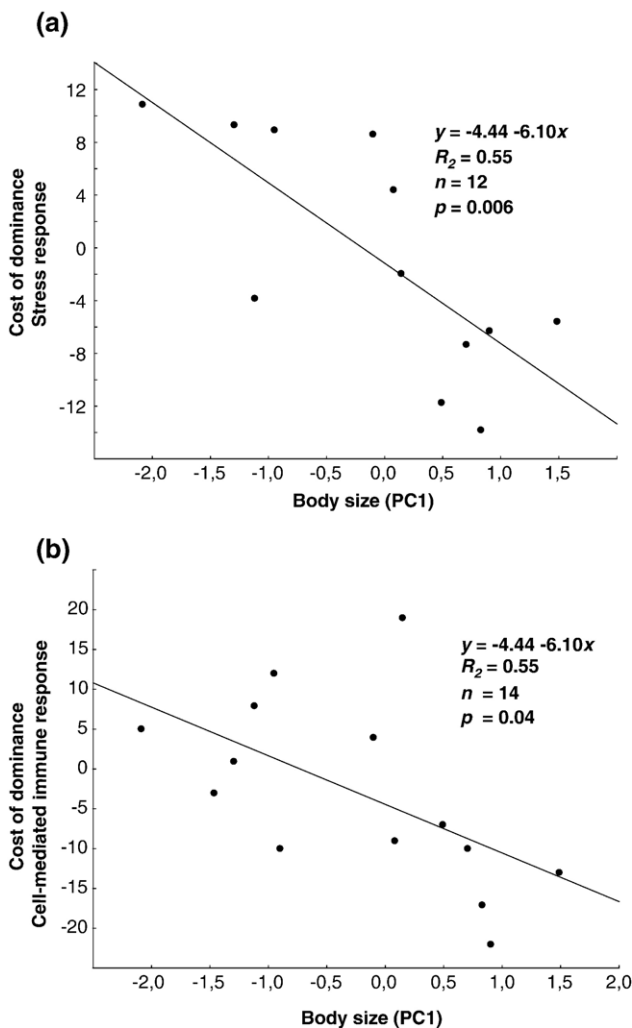 (a)
Cost of dominance
Stress response
12
8
4
0
-4
-8
-12
y = -4.44 -6.10x
R2 = 0.55
n = 12
p = 0.006
-2,0 -1,5 -1,0 -0,5 0,0 0,5 1,0 1,5
Body size (PC1)
(b)
Cost of dominance
Cell-mediated immune response
20
15
10
5
0
-5
-10
-15
-20
y = -4.44 -6.10x
R2 = 0.55
n = 14
p = 0.04
-2,0 -1,5 -1,0 -0,5 0,0 0,5 1,0 1,5 2,0
Body size (PC1)